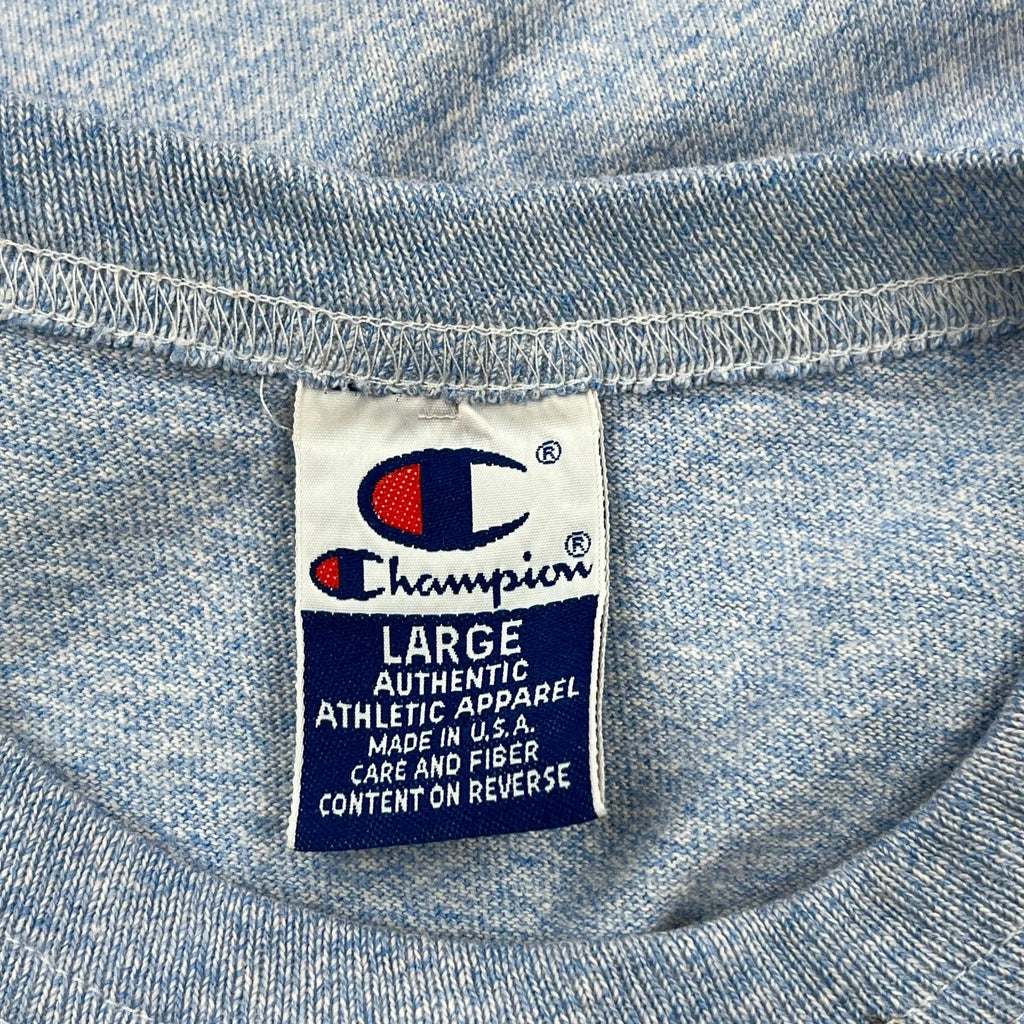 ®
Champion®
LARGE
AUTHENTIC
ATHLETIC APPAREL
MADE IN U.S.A.
CARE AND FIBER
CONTENT ON REVERSE